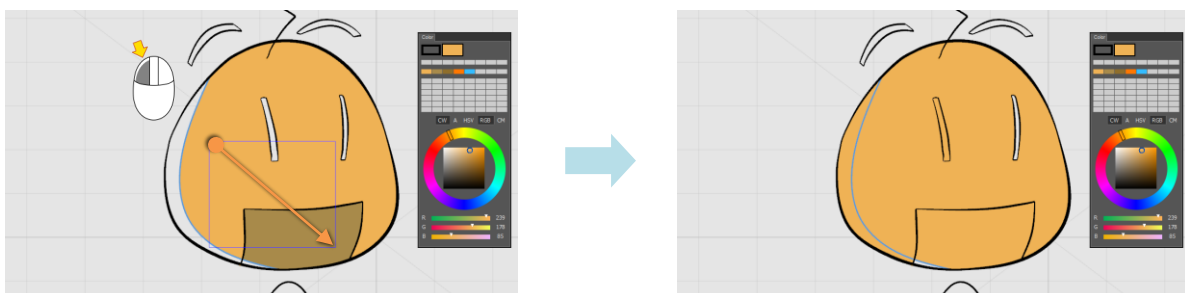 Color
CW A HSV RGB CM
R 239
G 178
B 85
Color
CW A HSV RGB CM
R 239
G 178
B 85